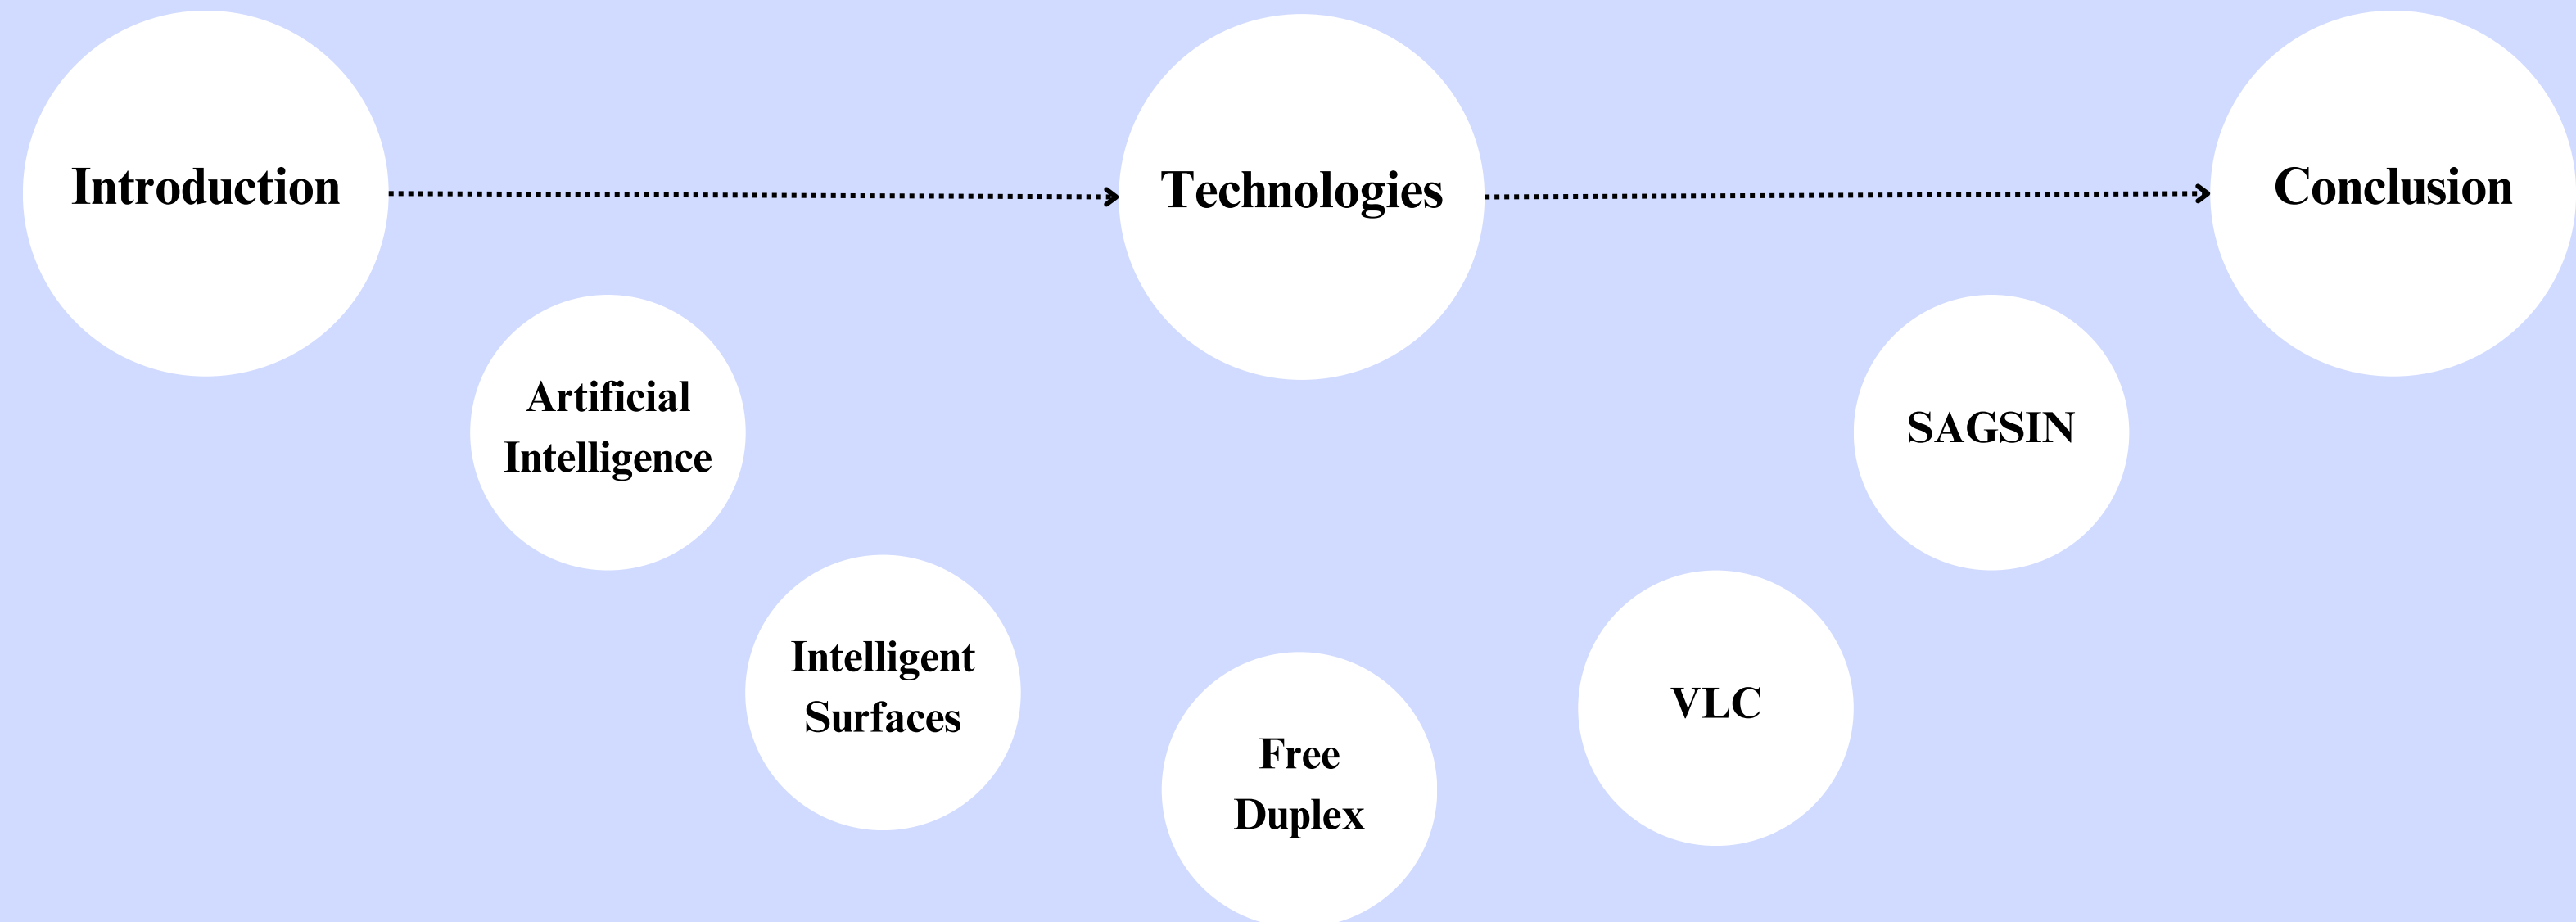 Introduction
Technologies
Conclusion
Artificial
Intelligence
Intelligent
Surfaces
Free
Duplex
VLC
SAGSIN